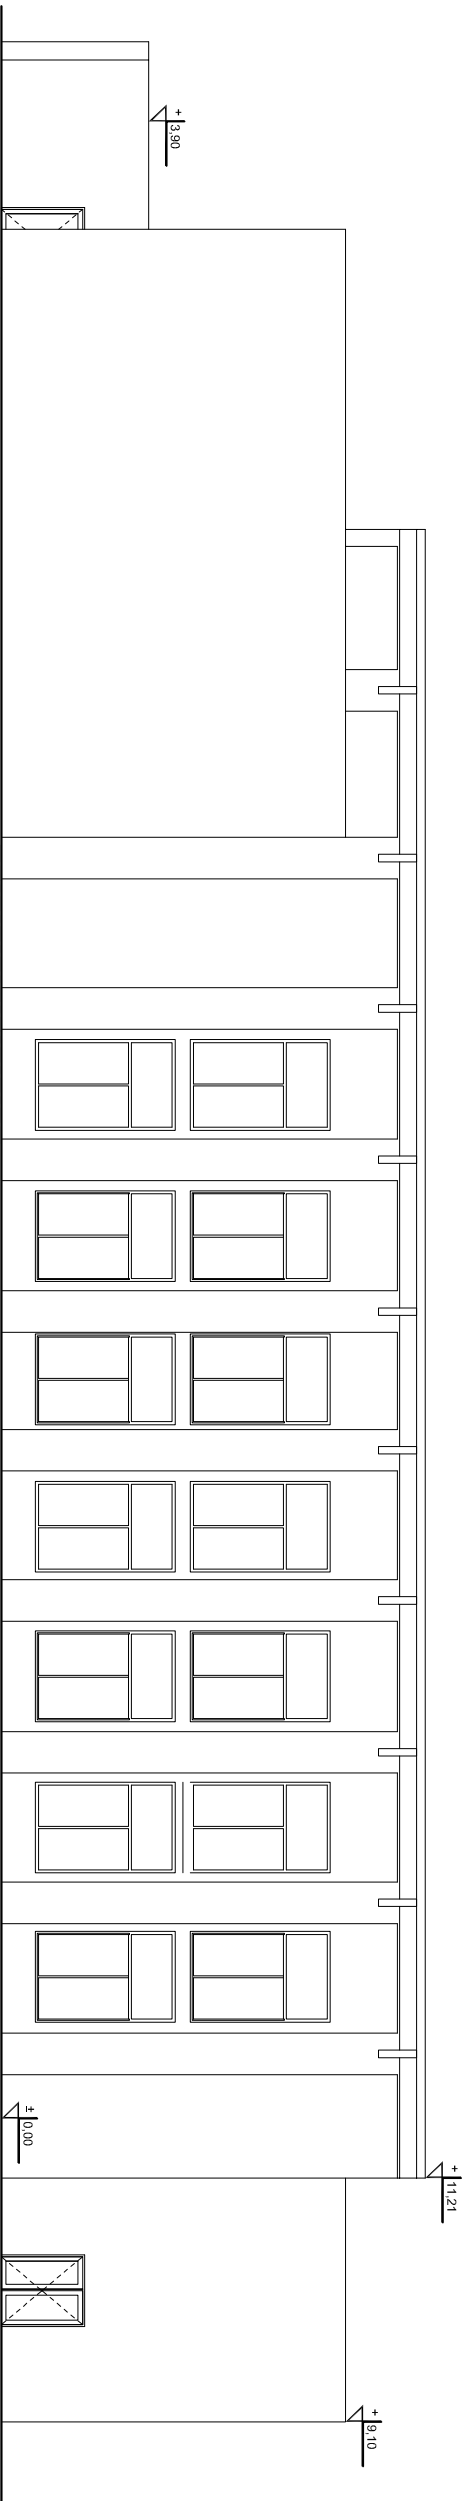 + 3,90
± 0,00
+ 11,21
+ 9,10